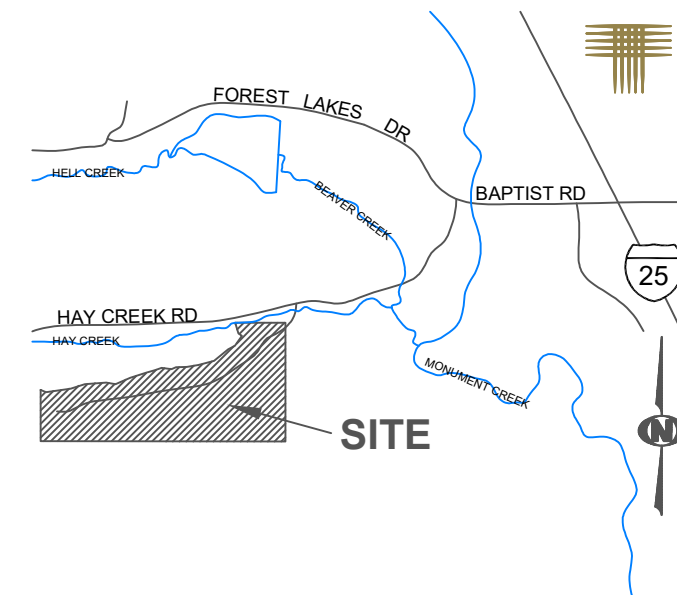 FOREST LAKES DR
HELL CREEK
BEAVER CREEK
BAPTIST RD
25
HAY CREEK RD
HAY CREEK
MONUMENT CREEK
SITE
N